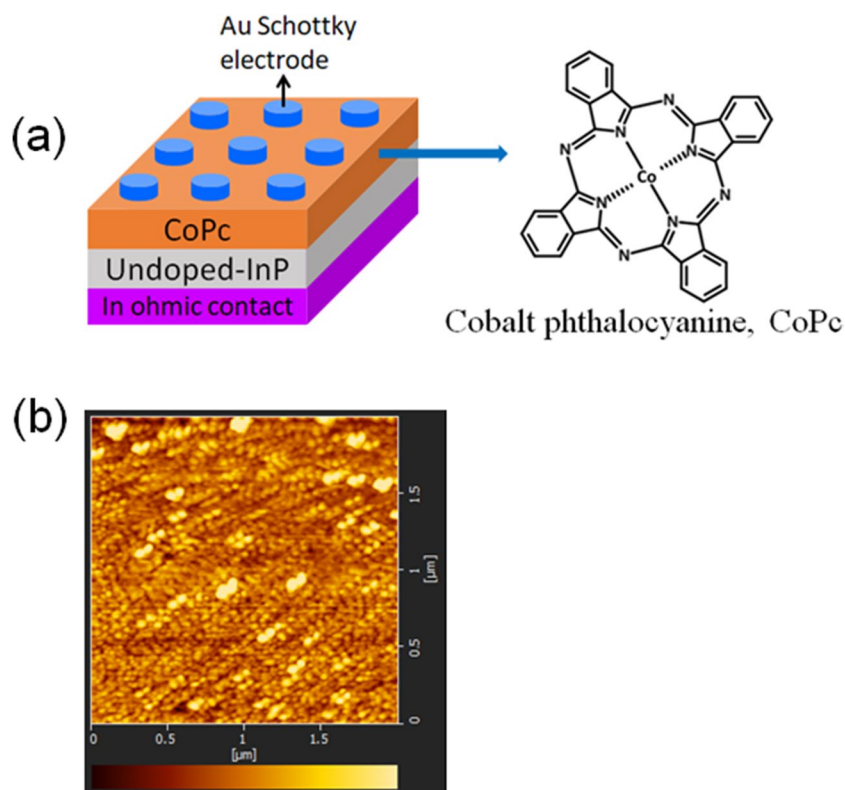 (a)
Au Schottky
electrode
CoPc
Undoped-InP
In ohmic contact
N
N
N
N
Co
N
N
N
N
Cobalt phthalocyanine, CoPc
(b)
1.5
1
[µm]
0.5
0
0
0.5
1
1.5
[µm]